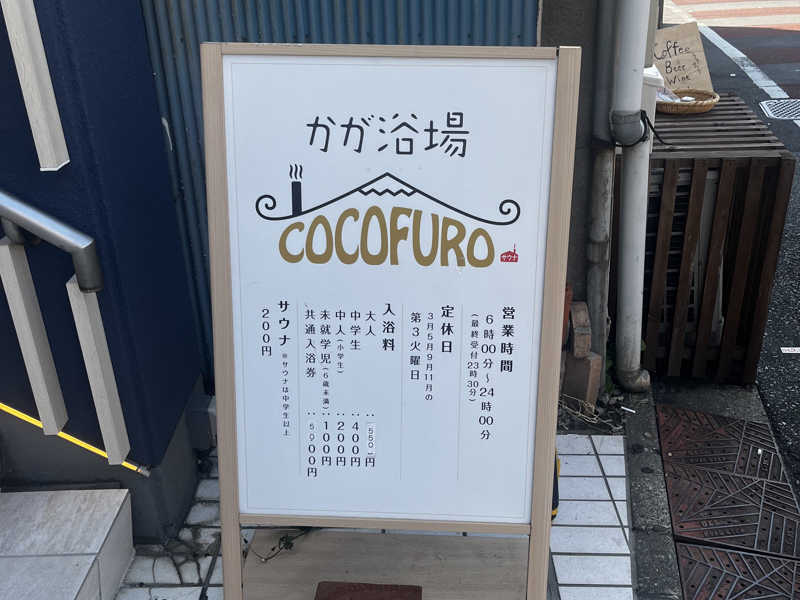 かが浴場
COCOFURO
サウナ
営業時間
6時00分～24時00分
(最終受付23時30分)
定休日
3月5月9月11月の
第3火曜日
入浴料
大人：550円
中学生：400円
中人(小学生)：200円
未就学児(6歳未満)：100円
共通入浴券：5000円
サウナ ※サウナは中学生以上
200円
Coffee
Beer
Wine